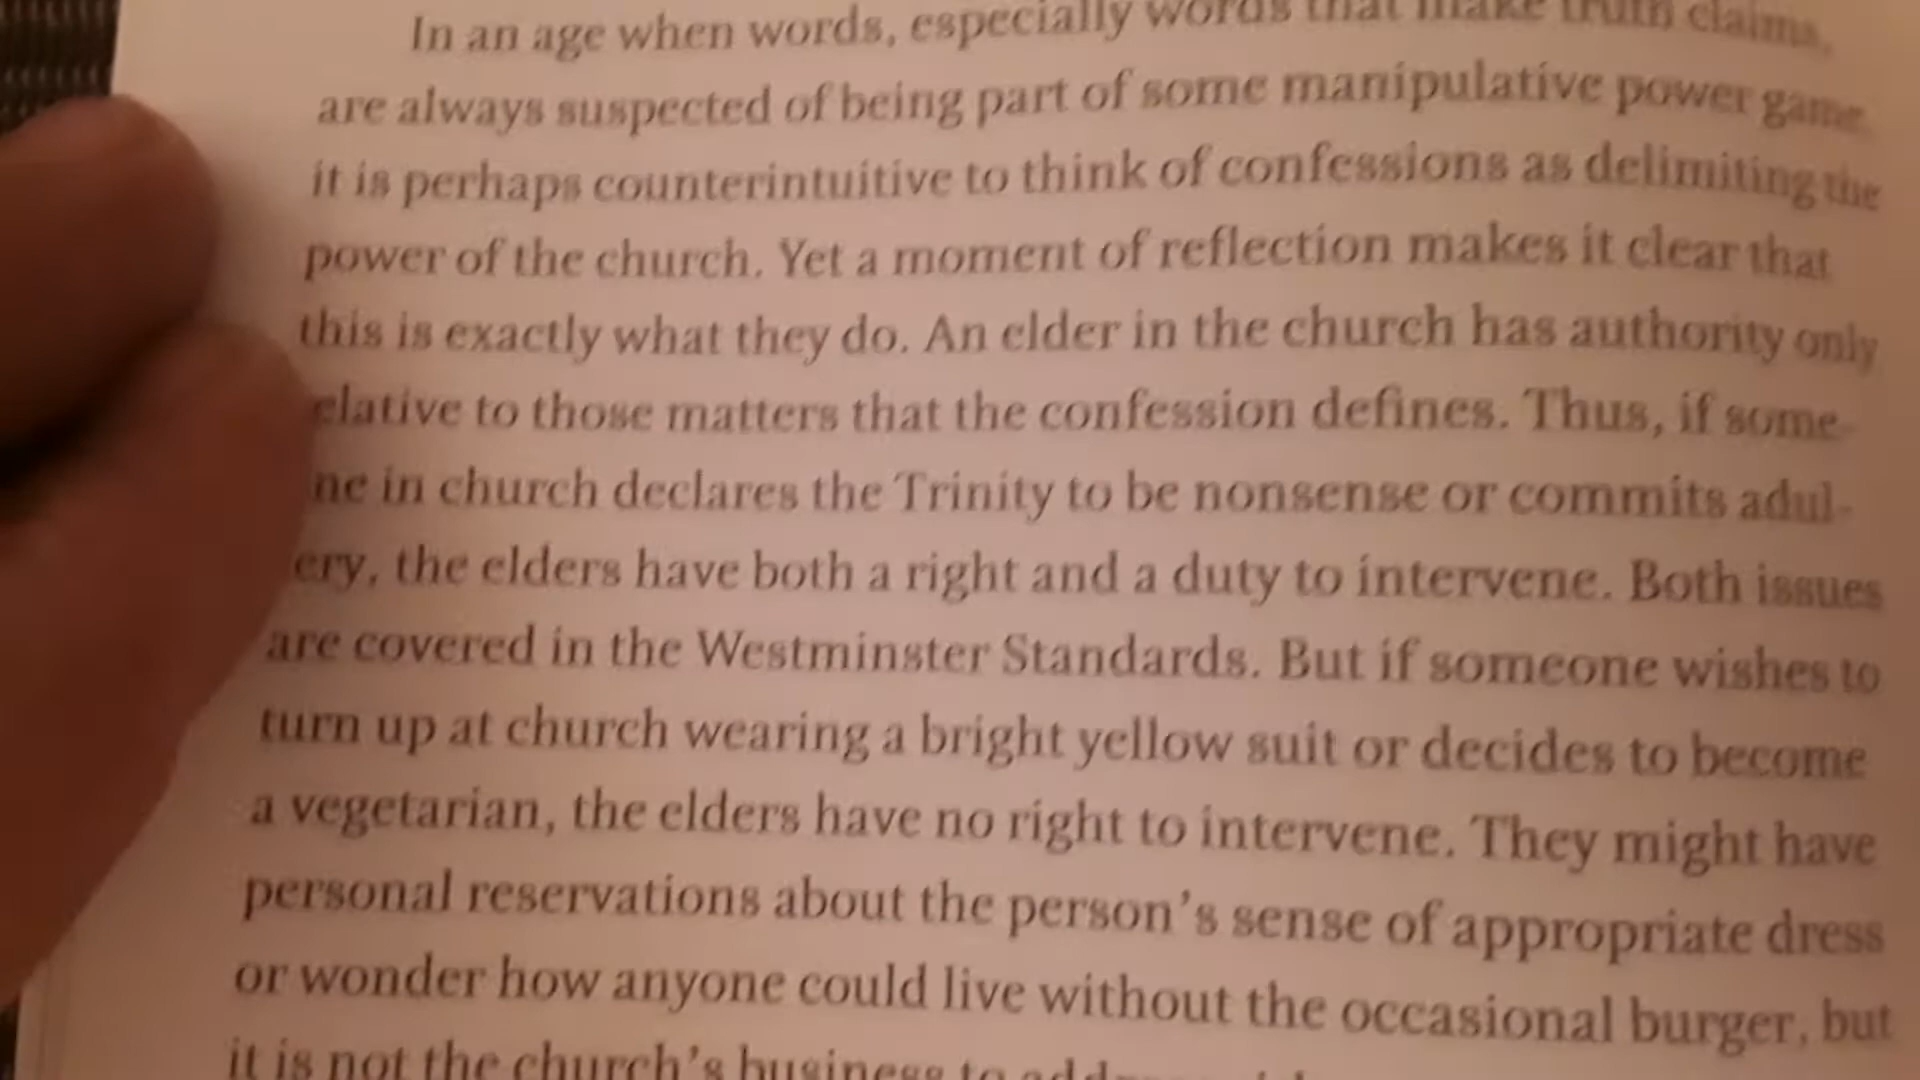 In an age when words, especially words that make truth claims,
are always suspected of being part of some manipulative power game,
it is perhaps counterintuitive to think of confessions as delimiting the
power of the church. Yet a moment of reflection makes it clear that
this is exactly what they do. An elder in the church has authority only
elative to those matters that the confession defines. Thus, if some-
ne in church declares the Trinity to be nonsense or commits adul-
ery, the elders have both a right and a duty to intervene. Both issues
are covered in the Westminster Standards. But if someone wishes to
turn up at church wearing a bright yellow suit or decides to become
a vegetarian, the elders have no right to intervene. They might have
personal reservations about the person's sense of appropriate dress
or wonder how anyone could live without the occasional burger, but
it is not the church's business to